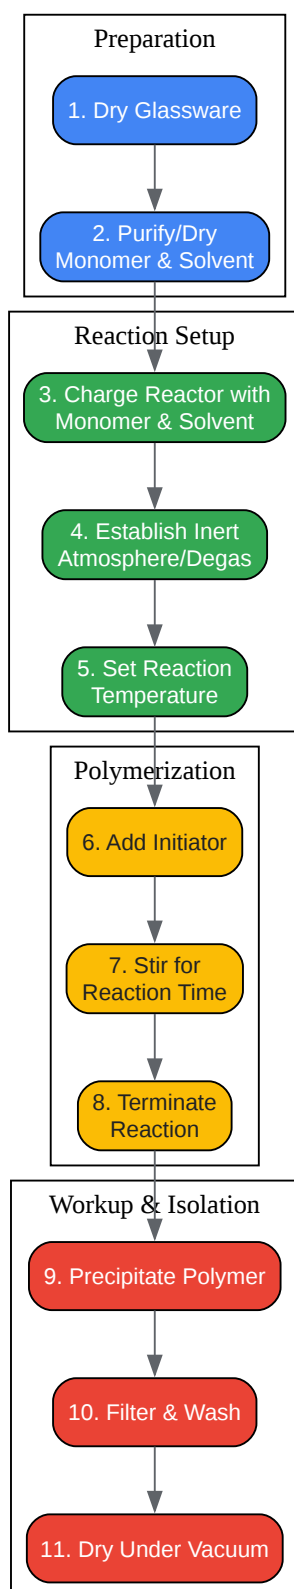 Preparation
1. Dry Glassware
2. Purify/Dry
Monomer & Solvent
Reaction Setup
3. Charge Reactor with
Monomer & Solvent
4. Establish Inert
Atmosphere/Degas
5. Set Reaction
Temperature
Polymerization
6. Add Initiator
7. Stir for
Reaction Time
8. Terminate
Reaction
Workup & Isolation
9. Precipitate Polymer
10. Filter & Wash
11. Dry Under Vacuum